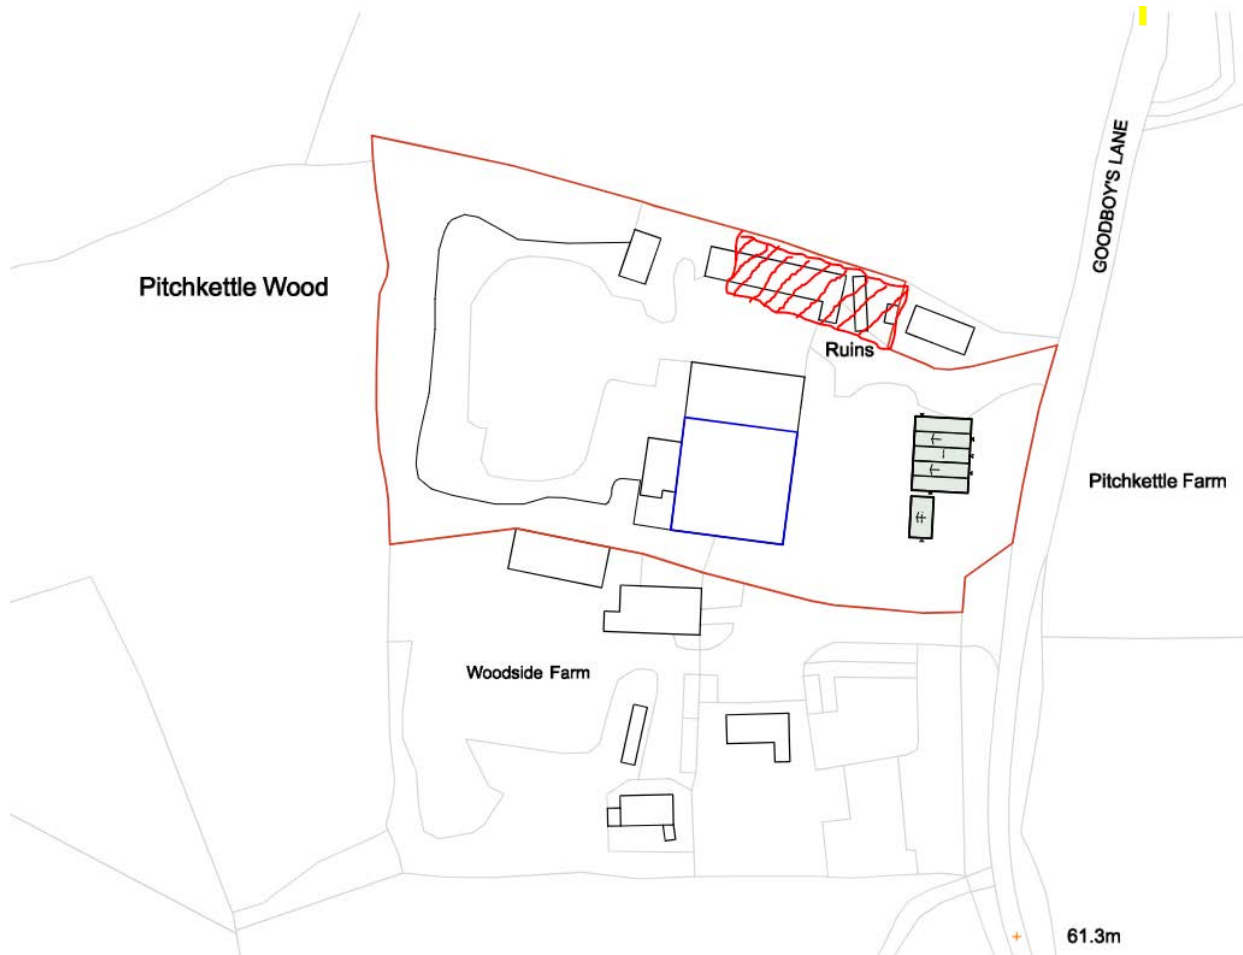 GOODBOY'S LANE
Pitchkettle Wood
Ruins
Pitchkettle Farm
Woodside Farm
61.3m